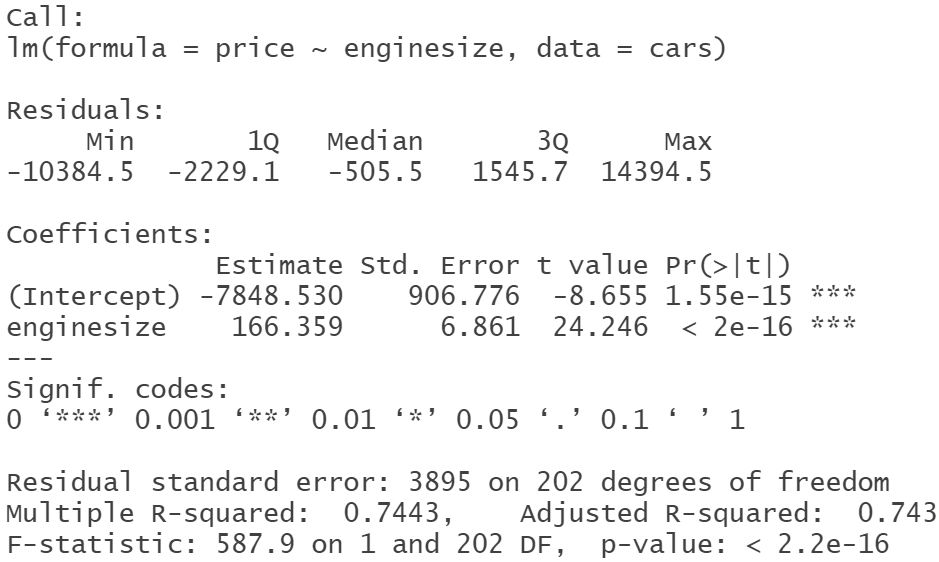 Call:
lm(formula = price ~ enginesize, data = cars)
Residuals:
     Min       1Q   Median       3Q      Max
-10384.5  -2229.1   -505.5   1545.7  14394.5
Coefficients:
             Estimate Std. Error t value Pr(>|t|)
(Intercept) -7848.530    906.776  -8.655 1.55e-15 ***
enginesize    166.359      6.861  24.246  < 2e-16 ***
---
Signif. codes:
0 ‘***’ 0.001 ‘**’ 0.01 ‘*’ 0.05 ‘.’ 0.1 ‘ ’ 1
Residual standard error: 3895 on 202 degrees of freedom
Multiple R-squared:  0.7443,    Adjusted R-squared:  0.743
F-statistic: 587.9 on 1 and 202 DF,  p-value: < 2.2e-16